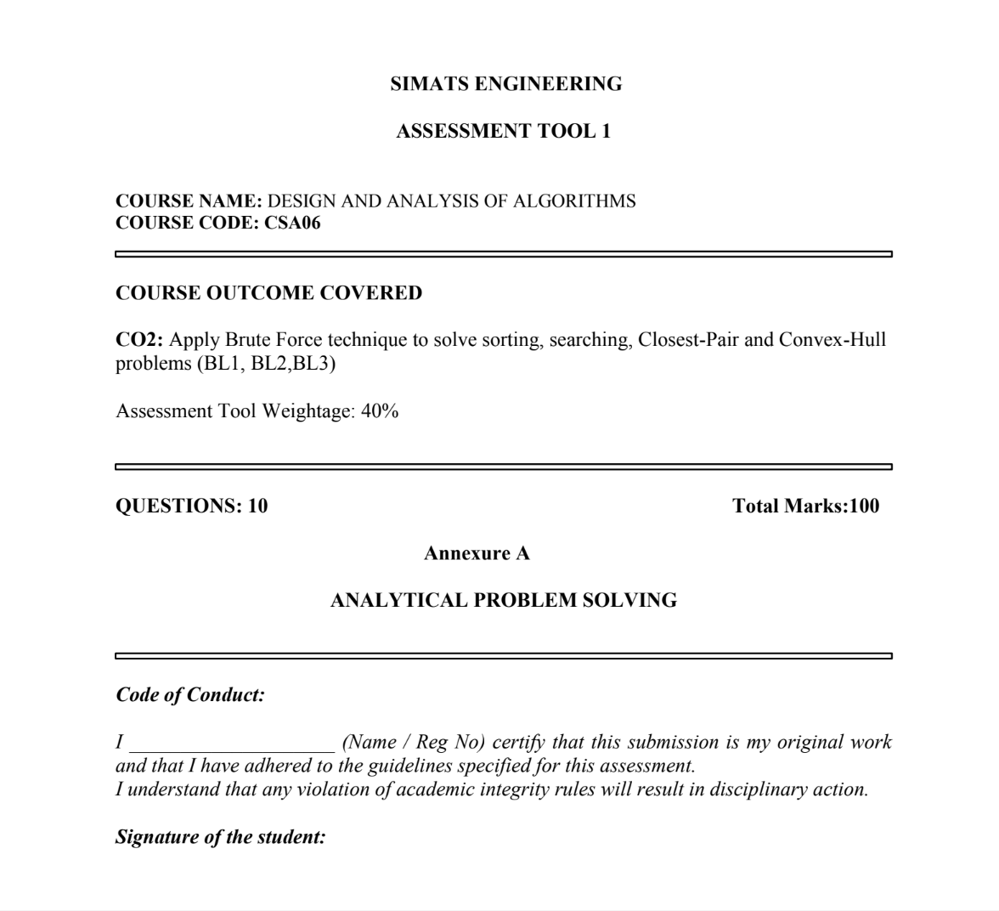 SIMATS ENGINEERING
ASSESSMENT TOOL 1
COURSE NAME: DESIGN AND ANALYSIS OF ALGORITHMS
COURSE CODE: CSA06
COURSE OUTCOME COVERED
CO2: Apply Brute Force technique to solve sorting, searching, Closest-Pair and Convex-Hull
problems (BL1, BL2,BL3)
Assessment Tool Weightage: 40%
QUESTIONS: 10 Total Marks:100
Annexure A
ANALYTICAL PROBLEM SOLVING
Code of Conduct:
I ____________________ (Name / Reg No) certify that this submission is my original work
and that I have adhered to the guidelines specified for this assessment.
I understand that any violation of academic integrity rules will result in disciplinary action.
Signature of the student: